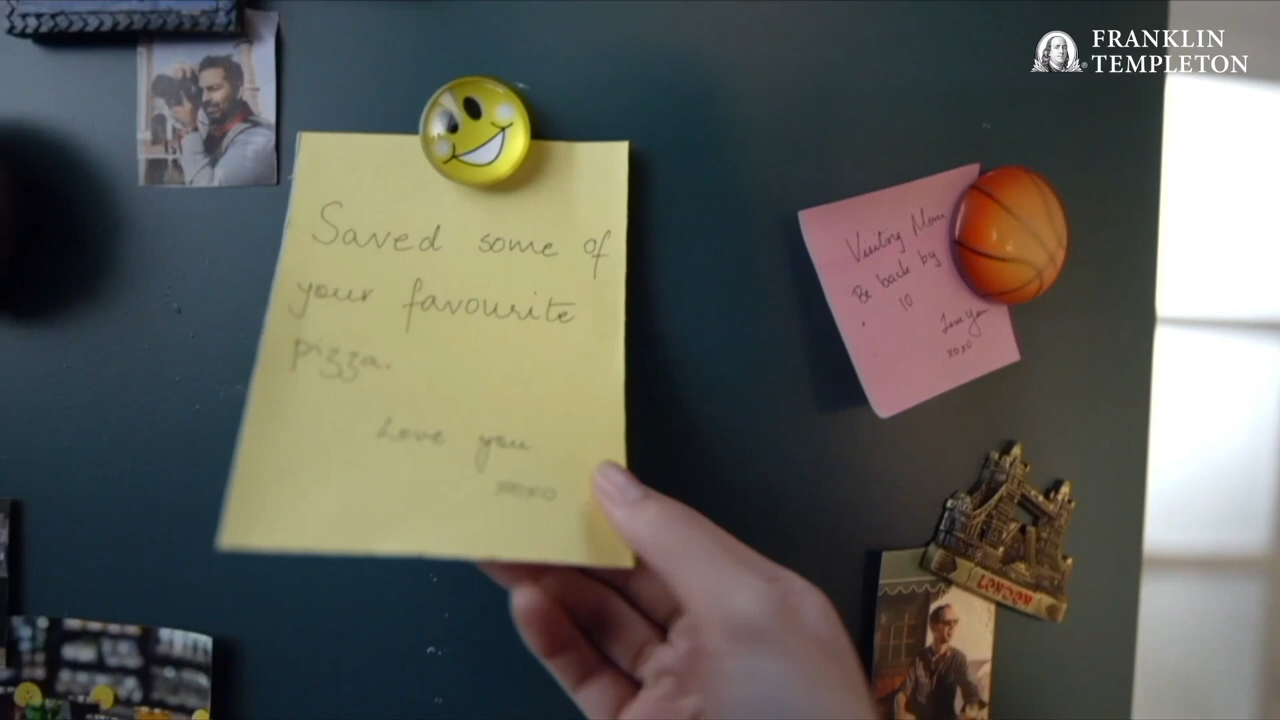 FRANKLIN
TEMPLETON
Saved some of
your favourite
pizza.
Love you
xoxo
Visiting Mom
Be back by
10
Love You
xoxo
LONDON